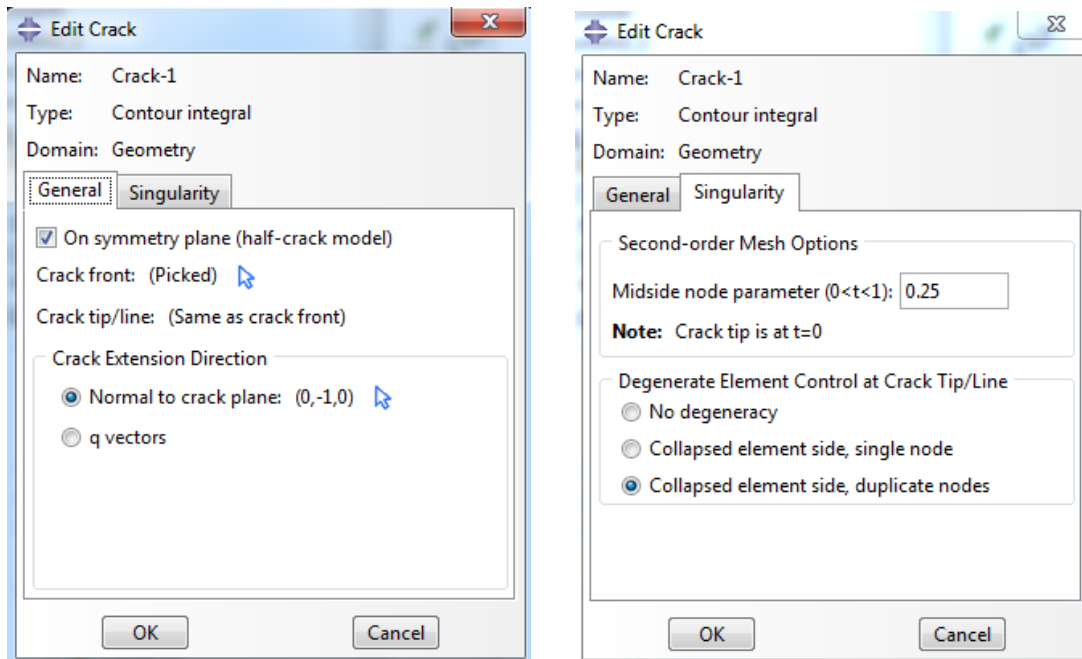 Edit Crack
Name: Crack-1
Type: Contour integral
Domain: Geometry
General Singularity
On symmetry plane (half-crack model)
Crack front: (Picked)
Crack tip/line: (Same as crack front)
Crack Extension Direction
Normal to crack plane: (0,-1,0)
q vectors
OK Cancel
Edit Crack
Name: Crack-1
Type: Contour integral
Domain: Geometry
General Singularity
Second-order Mesh Options
Midside node parameter (0<t<1): 0.25
Note: Crack tip is at t=0
Degenerate Element Control at Crack Tip/Line
No degeneracy
Collapsed element side, single node
Collapsed element side, duplicate nodes
OK Cancel